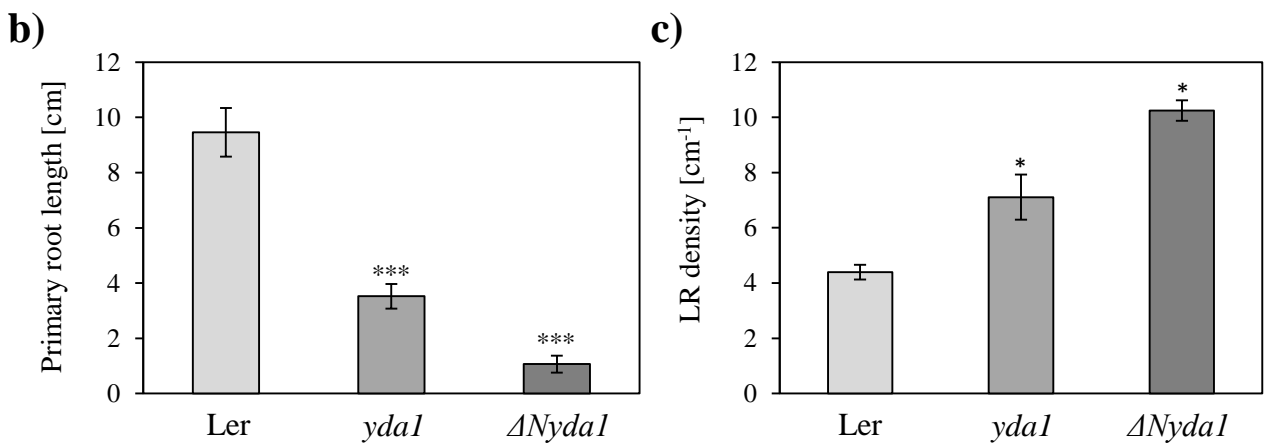 b)
Primary root length [cm]
12
10
8
6
4
2
0
***
***
Ler
yda1
ΔNyda1
c)
LR density [cm-1]
12
10
8
6
4
2
0
*
*
Ler
yda1
ΔNyda1